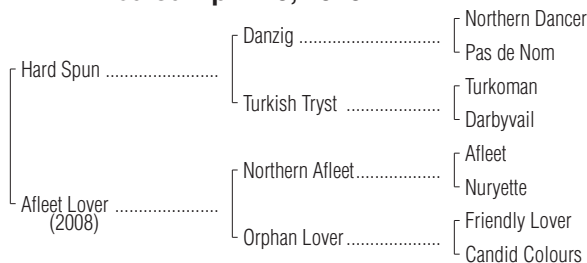 Northern Dancer
Danzig ...............................
Pas de Nom
Hard Spun ......................
Turkoman
Turkish Tryst ....................
Darbyvail
Afleet
Northern Afleet.................
Nuryette
Afleet Lover ....................
(2008)
Friendly Lover
Orphan Lover....................
Candid Colours